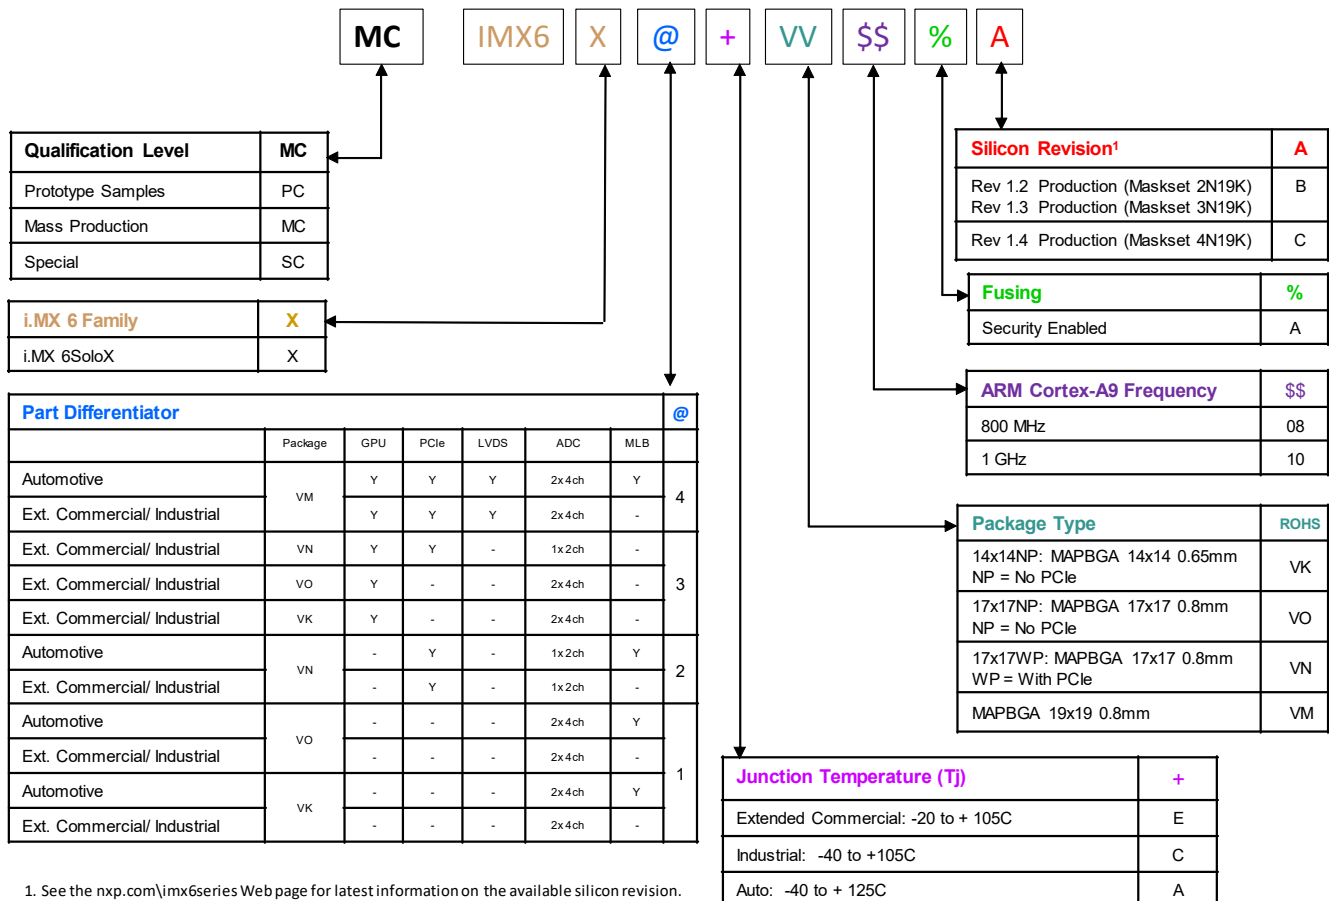 MC IMX6 X @ + VV $$ % A
Qualification Level MC
Prototype Samples PC
Mass Production MC
Special SC
i.MX 6 Family X
i.MX 6SoloX X
Part Differentiator @
Package GPU PCIe LVDS ADC MLB
Automotive VM Y Y Y 2x4ch Y 4
Ext. Commercial/ Industrial Y Y Y 2x4ch -
Ext. Commercial/ Industrial VN Y Y - 1x2ch - 3
Ext. Commercial/ Industrial VO Y - - 2x4ch -
Ext. Commercial/ Industrial VK Y - - 2x4ch -
Automotive VN - Y - 1x2ch Y 2
Ext. Commercial/ Industrial - Y - 1x2ch -
Automotive VO - - - 2x4ch Y 1
Ext. Commercial/ Industrial - - - 2x4ch -
Automotive VK - - - 2x4ch Y
Ext. Commercial/ Industrial - - - 2x4ch -
1. See the nxp.com\imx6series Web page for latest information on the available silicon revision.
Silicon Revision¹ A
Rev 1.2 Production (Maskset 2N19K) B
Rev 1.3 Production (Maskset 3N19K)
Rev 1.4 Production (Maskset 4N19K) C
Fusing %
Security Enabled A
ARM Cortex-A9 Frequency $$
800 MHz 08
1 GHz 10
Package Type ROHS
14x14NP: MAPBGA 14x14 0.65mm VK
NP = No PCIe
17x17NP: MAPBGA 17x17 0.8mm VO
NP = No PCIe
17x17WP: MAPBGA 17x17 0.8mm VN
WP = With PCIe
MAPBGA 19x19 0.8mm VM
Junction Temperature (Tj) +
Extended Commercial: -20 to + 105C E
Industrial: -40 to +105C C
Auto: -40 to + 125C A